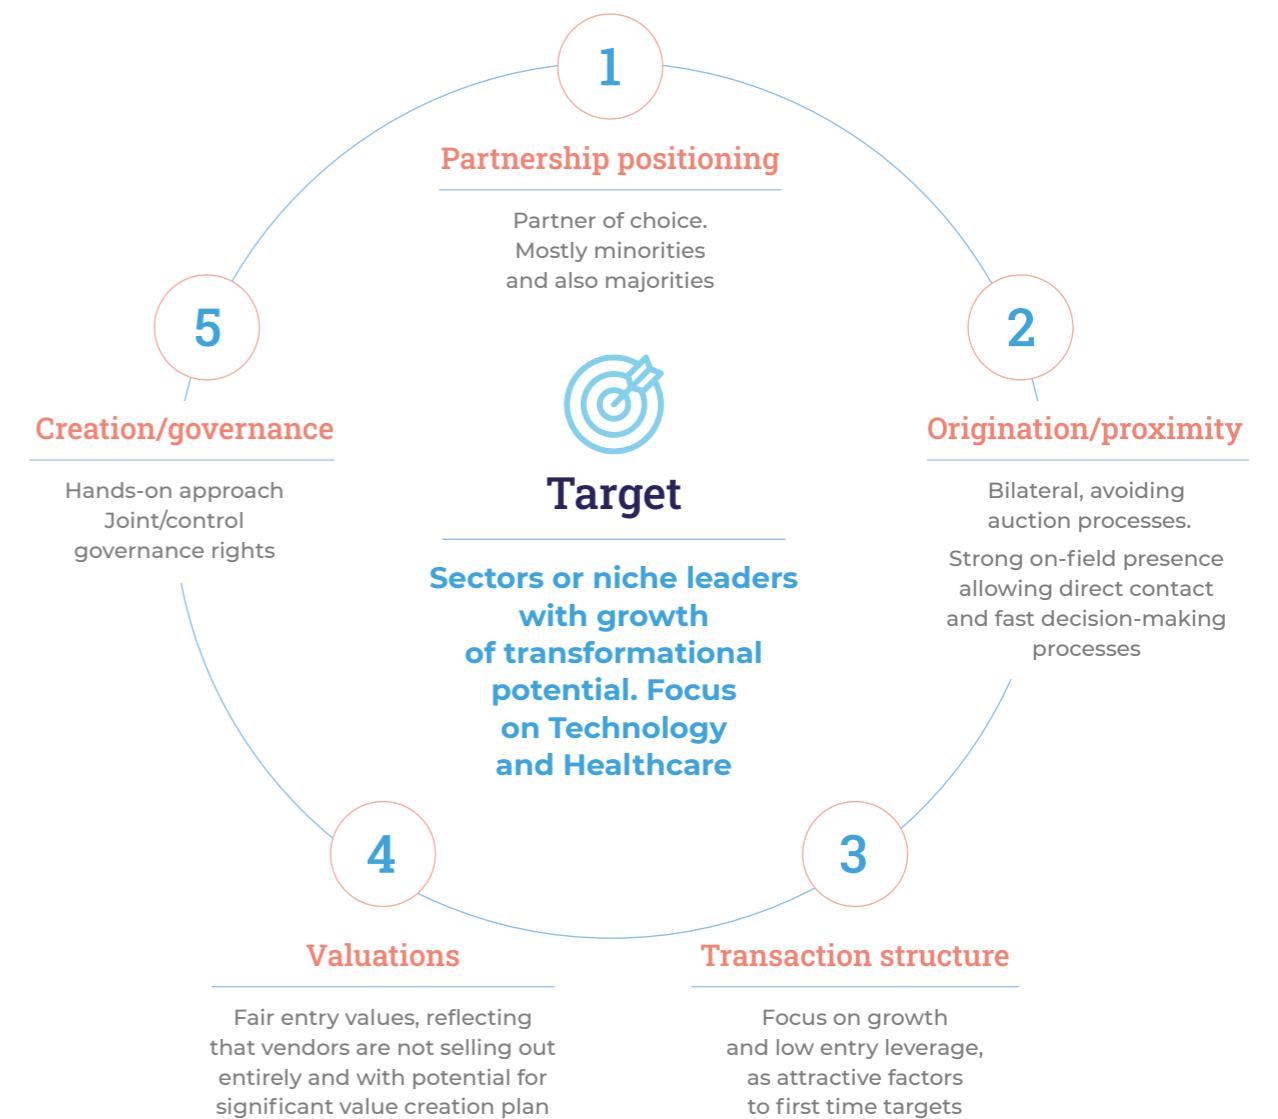 1
Partnership positioning
Partner of choice.
Mostly minorities
and also majorities
2
Origination/proximity
Bilateral, avoiding
auction processes.
Strong on-field presence
allowing direct contact
and fast decision-making
processes
3
Transaction structure
Focus on growth
and low entry leverage,
as attractive factors
to first time targets
4
Valuations
Fair entry values, reflecting
that vendors are not selling out
entirely and with potential for
significant value creation plan
5
Creation/governance
Hands-on approach
Joint/control
governance rights
Target
Sectors or niche leaders
with growth
of transformational
potential. Focus
on Technology
and Healthcare